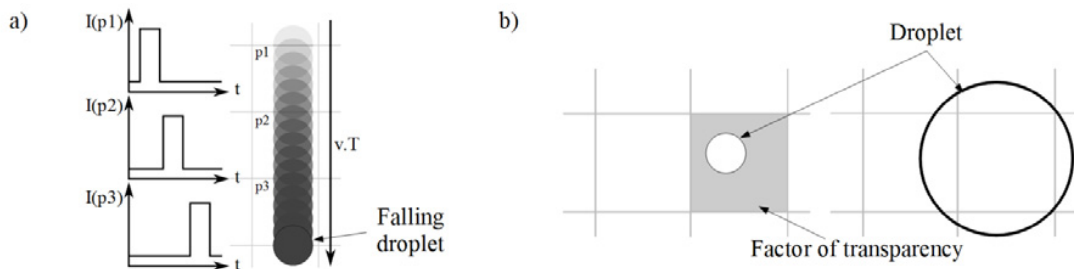 a)
I(p1)
t
I(p2)
t
I(p3)
t
p1
p2
p3
v.T
Falling
droplet
b)
Droplet
Factor of transparency